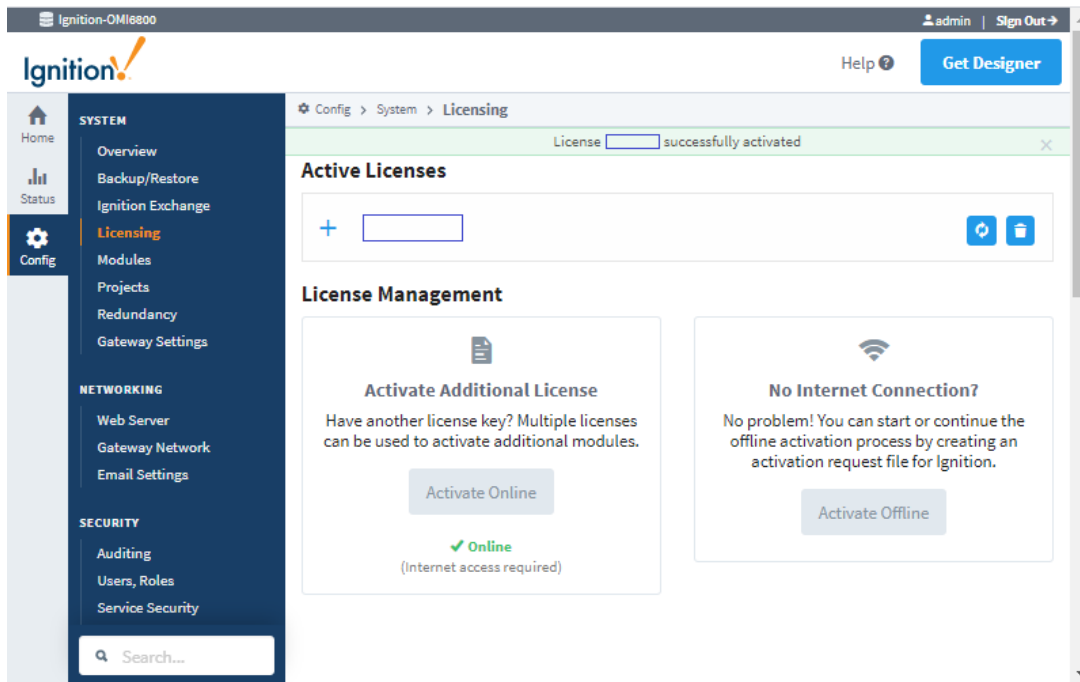 Ignition-OMI6800
admin | Sign Out
Ignition!
Help ?
Get Designer
Home
Status
Config
SYSTEM
Overview
Backup/Restore
Ignition Exchange
Licensing
Modules
Projects
Redundancy
Gateway Settings
NETWORKING
Web Server
Gateway Network
Email Settings
SECURITY
Auditing
Users, Roles
Service Security
Search...
Config > System > Licensing
License successfully activated
Active Licenses
License Management
Activate Additional License
Have another license key? Multiple licenses
can be used to activate additional modules.
Activate Online
Online
(Internet access required)
No Internet Connection?
No problem! You can start or continue the
offline activation process by creating an
activation request file for Ignition.
Activate Offline